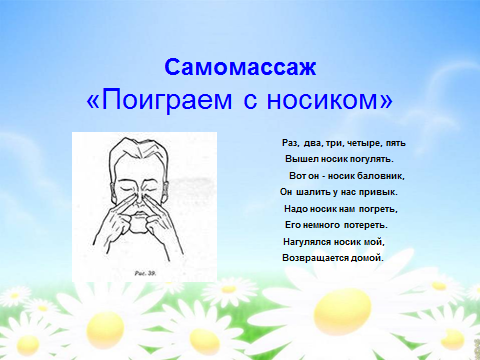 Самомассаж
«Поиграем с носиком»
Раз, два, три, четыре, пять
Вышел носик погулять.
Вот он - носик баловник,
Он шалить у нас привык.
Надо носик нам погреть,
Его немного потереть.
Нагулялся носик мой,
Возвращается домой.
Рис. 39.